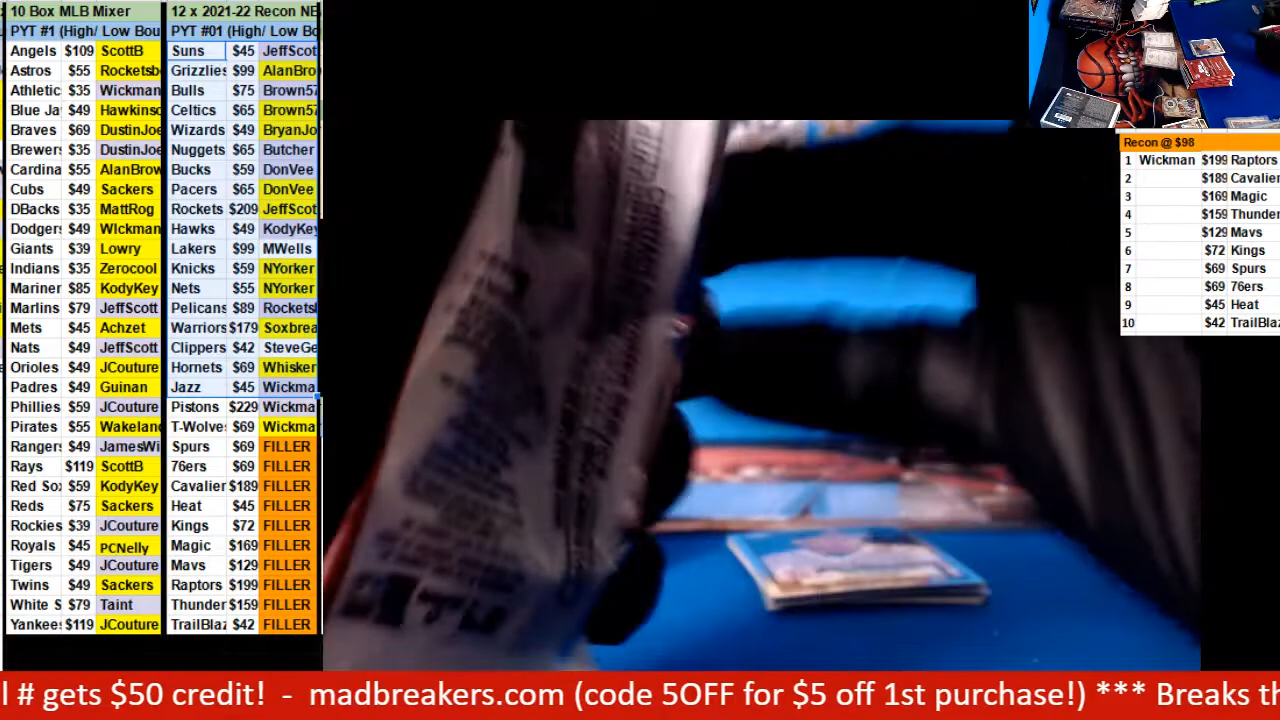 10 Box MLB Mixer
PYT #1 (High/ Low Bou
Angels $109 ScottB
Astros $55 Rocketsb
Athletic $35 Wickman
Blue Ja $49 Hawkins
Braves $69 DustinJoe
Brewers $35 DustinJoe
Cardina $55 AlanBrow
Cubs $49 Sackers
DBacks $35 MattRog
Dodgers $49 WIckman
Giants $39 Lowry
Indians $35 Zerocool
Mariner $85 KodyKey
Marlins $79 JeffScott
Mets $45 Achzet
Nats $49 JeffScott
Orioles $49 JCouture
Padres $49 Guinan
Phillies $59 JCouture
Pirates $55 Wakeland
Rangers $49 JamesWi
Rays $119 ScottB
Red Sox $59 KodyKey
Reds $75 Sackers
Rockies $39 JCouture
Royals $45 PCNelly
Tigers $49 JCouture
Twins $49 Sackers
White S $79 Taint
Yankees $119 JCouture
12 x 2021-22 Recon NB
PYT #01 (High/ Low Bo
Suns $45 JeffScot
Grizzlies $99 AlanBro
Bulls $75 Brown57
Celtics $65 Brown57
Wizards $49 BryanJo
Nuggets $65 Butcher
Bucks $59 DonVee
Pacers $65 DonVee
Rockets $209 JeffScot
Hawks $49 KodyKey
Lakers $99 MWells
Knicks $59 NYorker
Nets $55 NYorker
Pelicans $89 Rockets
Warriors $179 Soxbrea
Clippers $42 SteveGe
Hornets $69 Whisker
Jazz $45 Wickma
Pistons $229 Wickma
T-Wolve $69 Wickma
Spurs $69 FILLER
76ers $69 FILLER
Cavalier $189 FILLER
Heat $45 FILLER
Kings $72 FILLER
Magic $169 FILLER
Mavs $129 FILLER
Raptors $199 FILLER
Thunder $159 FILLER
TrailBlaz $42 FILLER
Recon @ $98
1 Wickman $199 Raptors
2 $189 Cavalier
3 $169 Magic
4 $159 Thunder
5 $129 Mavs
6 $72 Kings
7 $69 Spurs
8 $69 76ers
9 $45 Heat
10 $42 TrailBlaz
l # gets $50 credit! - madbreakers.com (code 5OFF for $5 off 1st purchase!) *** Breaks th